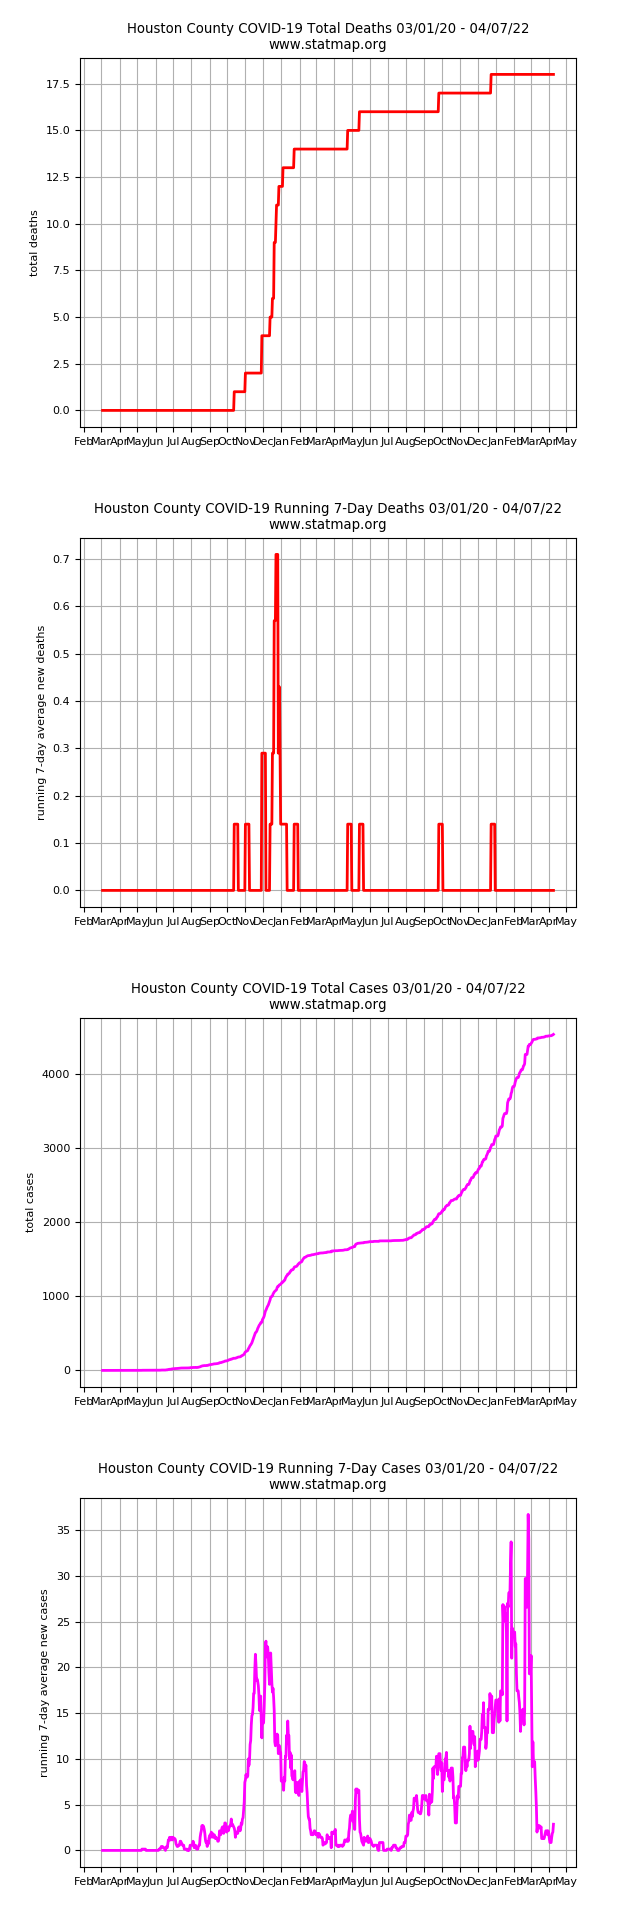 Houston County COVID-19 Total Deaths 03/01/20 - 04/07/22
www.statmap.org
total deaths
17.5
15.0
12.5
10.0
7.5
5.0
2.5
0.0
Feb Mar Apr May Jun Jul Aug Sep Oct Nov Dec Jan Feb Mar Apr May Jun Jul Aug Sep Oct Nov Dec Jan Feb Mar Apr May
Houston County COVID-19 Running 7-Day Deaths 03/01/20 - 04/07/22
www.statmap.org
running 7-day average new deaths
0.7
0.6
0.5
0.4
0.3
0.2
0.1
0.0
Feb Mar Apr May Jun Jul Aug Sep Oct Nov Dec Jan Feb Mar Apr May Jun Jul Aug Sep Oct Nov Dec Jan Feb Mar Apr May
Houston County COVID-19 Total Cases 03/01/20 - 04/07/22
www.statmap.org
total cases
4000
3000
2000
1000
0
Feb Mar Apr May Jun Jul Aug Sep Oct Nov Dec Jan Feb Mar Apr May Jun Jul Aug Sep Oct Nov Dec Jan Feb Mar Apr May
Houston County COVID-19 Running 7-Day Cases 03/01/20 - 04/07/22
www.statmap.org
running 7-day average new cases
35
30
25
20
15
10
5
0
Feb Mar Apr May Jun Jul Aug Sep Oct Nov Dec Jan Feb Mar Apr May Jun Jul Aug Sep Oct Nov Dec Jan Feb Mar Apr May